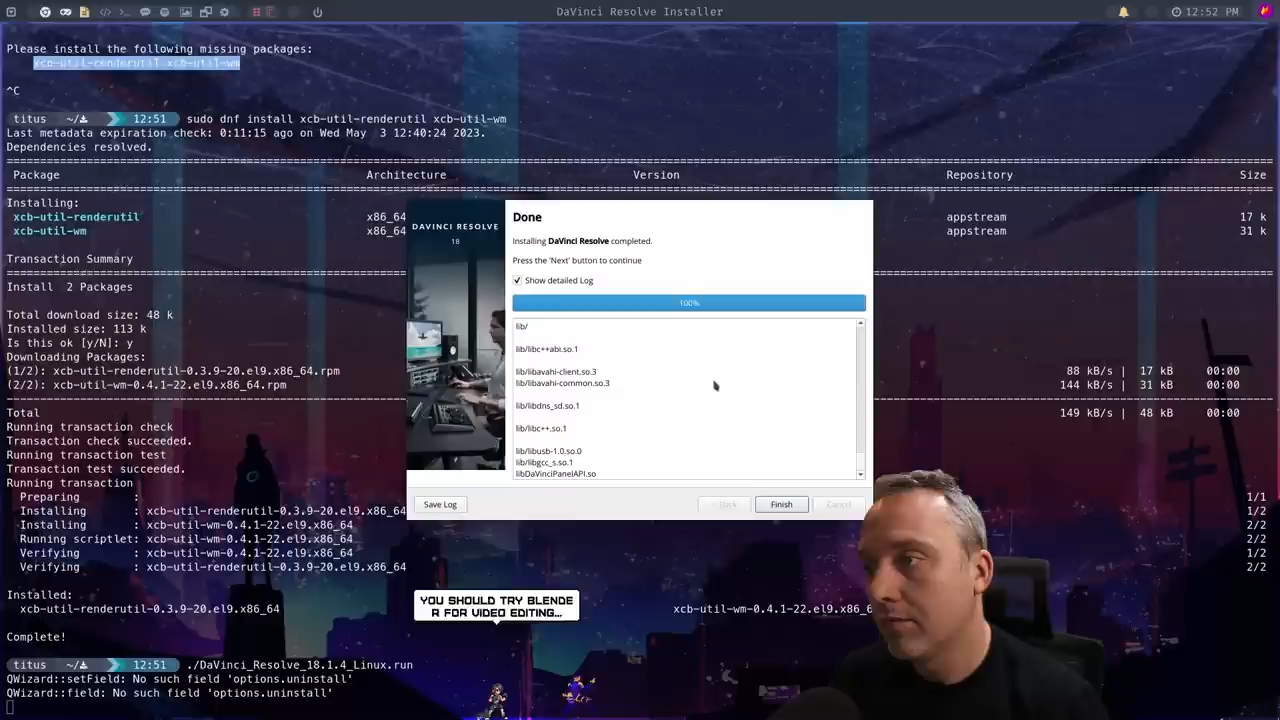 DaVinci Resolve Installer
12:52 PM
Please install the following missing packages:
xcb-util-renderutil xcb-util-wm
^C
titus ~/ 12:51 sudo dnf install xcb-util-renderutil xcb-util-wm
Last metadata expiration check: 0:11:15 ago on Wed May  3 12:40:24 2023.
Dependencies resolved.
Package Architecture Version Repository Size
Installing:
xcb-util-renderutil x86_64 appstream 17 k
xcb-util-wm x86_64 appstream 31 k
Transaction Summary
Install  2 Packages
Total download size: 48 k
Installed size: 113 k
Is this ok [y/N]: y
Downloading Packages:
(1/2): xcb-util-renderutil-0.3.9-20.el9.x86_64.rpm 88 kB/s | 17 kB 00:00
(2/2): xcb-util-wm-0.4.1-22.el9.x86_64.rpm 144 kB/s | 31 kB 00:00
Total 149 kB/s | 48 kB 00:00
Running transaction check
Transaction check succeeded.
Running transaction test
Transaction test succeeded.
Running transaction
Preparing : 1/1
Installing : xcb-util-renderutil-0.3.9-20.el9.x86_64 1/2
Installing : xcb-util-wm-0.4.1-22.el9.x86_64 2/2
Running scriptlet: xcb-util-wm-0.4.1-22.el9.x86_64 2/2
Verifying : xcb-util-wm-0.4.1-22.el9.x86_64 1/2
Verifying : xcb-util-renderutil-0.3.9-20.el9.x86_64 2/2
Installed:
xcb-util-renderutil-0.3.9-20.el9.x86_64 xcb-util-wm-0.4.1-22.el9.x86_6
Complete!
titus ~/ 12:51 ./DaVinci_Resolve_18.1.4_Linux.run
QWizard::setField: No such field 'options.uninstall'
QWizard::field: No such field 'options.uninstall'
DAVINCI RESOLVE
18
Done
Installing DaVinci Resolve completed.
Press the 'Next' button to continue
Show detailed Log
100%
lib/
lib/libc++abi.so.1
lib/libavahi-client.so.3
lib/libavahi-common.so.3
lib/libdns_sd.so.1
lib/libc++.so.1
lib/libusb-1.0.so.0
lib/libgcc_s.so.1
libDaVinciPanelAPI.so
Save Log
< Back
Finish
Cancel
YOU SHOULD TRY BLENDE
R FOR VIDEO EDITING...